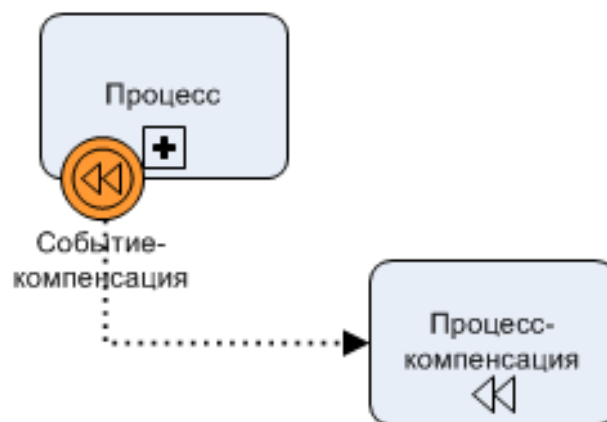 Процесс
Событие-
компенсация
Процесс-
компенсация